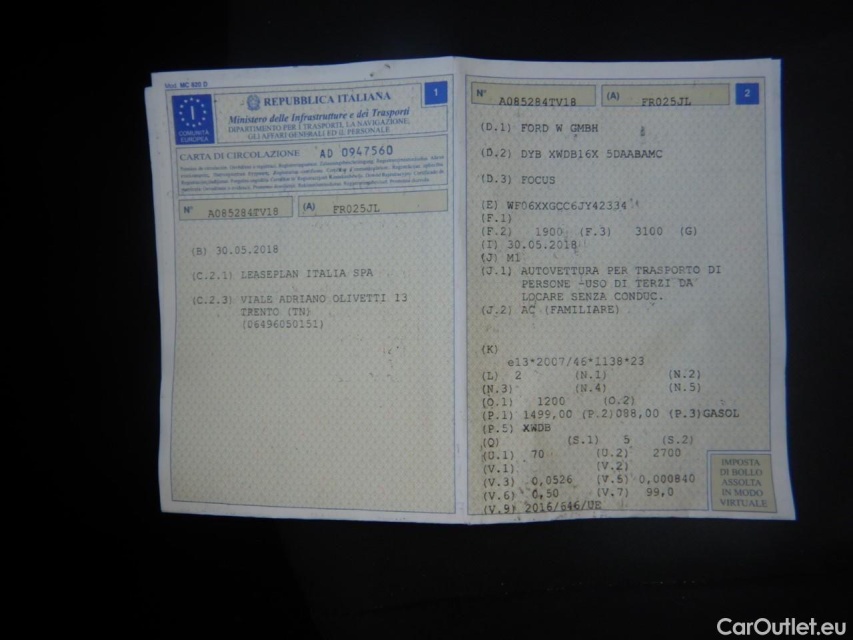 Mod. MC 820 D
1
COMUNITÀ
EUROPEA
REPUBBLICA ITALIANA
Ministero delle Infrastrutture e dei Trasporti
DIPARTIMENTO PER I TRASPORTI, LA NAVIGAZIONE,
GLI AFFARI GENERALI ED IL PERSONALE
CARTA DI CIRCOLAZIONE AD 0947560
N° A085284TV18 (A) FR025JL
(B) 30.05.2018
(C.2.1) LEASEPLAN ITALIA SPA
(C.2.3) VIALE ADRIANO OLIVETTI 13
TRENTO (TN)
(06496050151)
N° A085284TV18 (A) FR025JL 2
(D.1) FORD W GMBH
(D.2) DYB XWDB16X 5DAABAMC
(D.3) FOCUS
(E) WF06XXGCC6JY42334
(F.1)
(F.2) 1900 (F.3) 3100 (G)
(I) 30.05.2018
(J) M1
(J.1) AUTOVETTURA PER TRASPORTO DI
PERSONE -USO DI TERZI DA
LOCARE SENZA CONDUC.
(J.2) AC (FAMILIARE)
(K)
e13*2007/46*1138*23
(L) 2 (N.1) (N.2)
(N.3) (N.4) (N.5)
(O.1) 1200 (O.2)
(P.1) 1499,00 (P.2)088,00 (P.3)GASOL
(P.5) XWDB
(Q) (S.1) 5 (S.2)
(U.1) 70 (U.2) 2700
(V.1) (V.2)
(V.3) 0,0526 (V.5) 0,000840
(V.6) 0,50 (V.7) 99,0
(V.9) 2016/646/UE
IMPOSTA
DI BOLLO
ASSOLTA
IN MODO
VIRTUALE
CarOutlet.eu